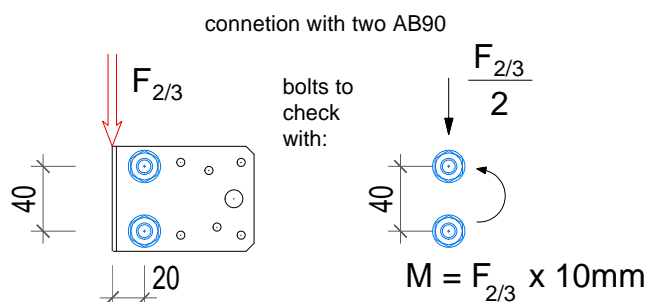 connetion with two AB90
F2/3
bolts to
check
with:
F2/3
2
40
20
40
M = F2/3 x 10mm